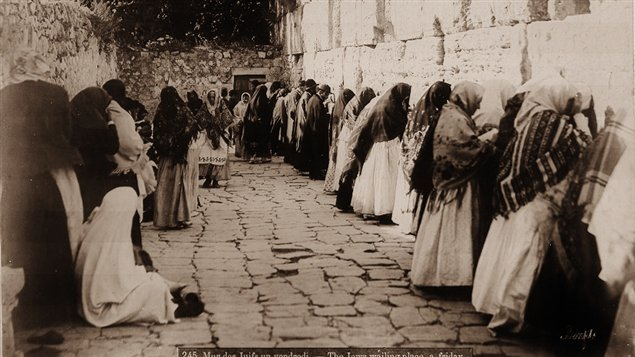 245 Mur des Juifs un vendredi. — The Jews wailing place, a friday